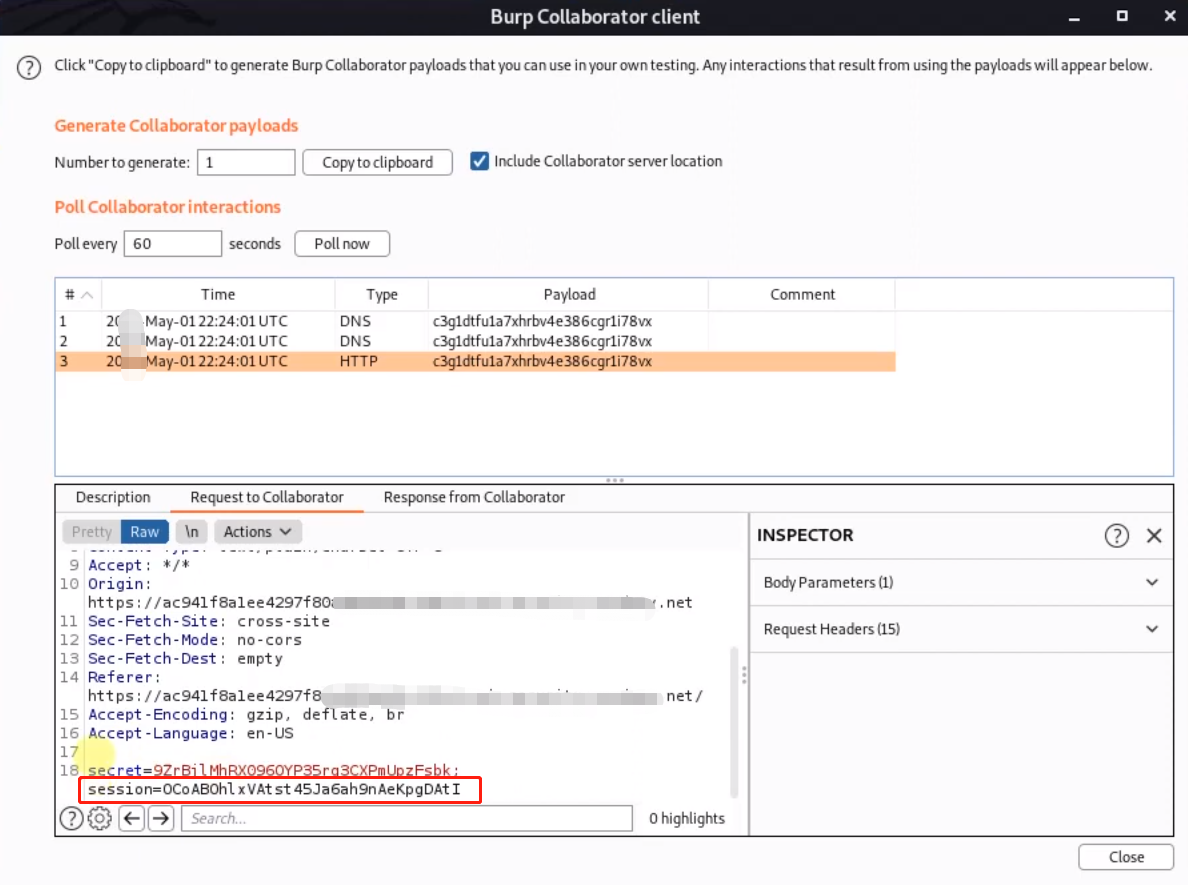 Burp Collaborator client
Click "Copy to clipboard" to generate Burp Collaborator payloads that you can use in your own testing. Any interactions that result from using the payloads will appear below.
Generate Collaborator payloads
Number to generate: 1 Copy to clipboard Include Collaborator server location
Poll Collaborator interactions
Poll every 60 seconds Poll now
# Time Type Payload Comment
1 20 May-01 22:24:01 UTC DNS c3g1dtfu1a7xhrbv4e386cgr1i78vx
2 20 May-01 22:24:01 UTC DNS c3g1dtfu1a7xhrbv4e386cgr1i78vx
3 20 May-01 22:24:01 UTC HTTP c3g1dtfu1a7xhrbv4e386cgr1i78vx
Description Request to Collaborator Response from Collaborator
Pretty Raw \n Actions
INSPECTOR
9 Accept: */*
10 Origin:
https://ac941f8a1ee4297f80 .net
11 Sec-Fetch-Site: cross-site
12 Sec-Fetch-Mode: no-cors
13 Sec-Fetch-Dest: empty
14 Referer:
https://ac941f8a1ee4297f8 net/
15 Accept-Encoding: gzip, deflate, br
16 Accept-Language: en-US
17
18 secret=9ZrBilMhRX096OYP35rq3CXPmUpzFsbk;
session=OCoABOhlxVAtst45Ja6ah9nAeKpgDAtI
Body Parameters (1)
Request Headers (15)
Search... 0 highlights
Close